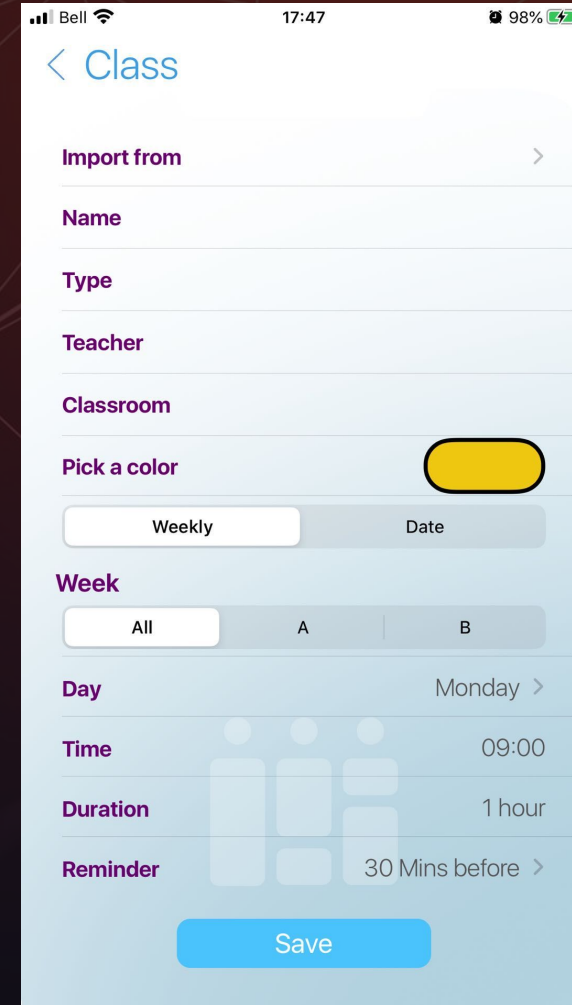 Bell 17:47 98%
Class
Import from
Name
Type
Teacher
Classroom
Pick a color
Weekly Date
Week
All A B
Day Monday
Time 09:00
Duration 1 hour
Reminder 30 Mins before
Save